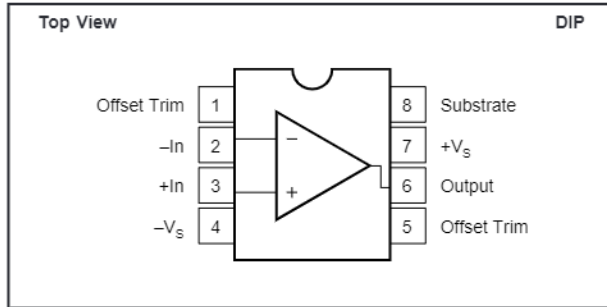 Top View DIP
Offset Trim 1 8 Substrate
–In 2 – 7 +VS
+In 3 + 6 Output
–VS 4 5 Offset Trim